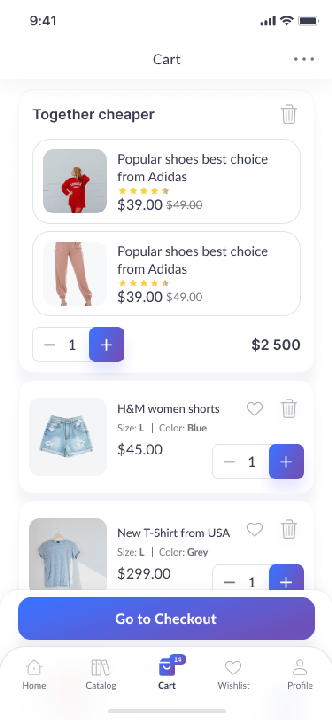 9:41
Cart
Together cheaper
Popular shoes best choice
from Adidas
$39.00 $49.00
Popular shoes best choice
from Adidas
$39.00 $49.00
1
$2 500
H&M women shorts
Size: L | Color: Blue
$45.00
1
New T-Shirt from USA
Size: L | Color: Grey
$299.00
1
Go to Checkout
14
Home Catalog Cart Wishlist Profile